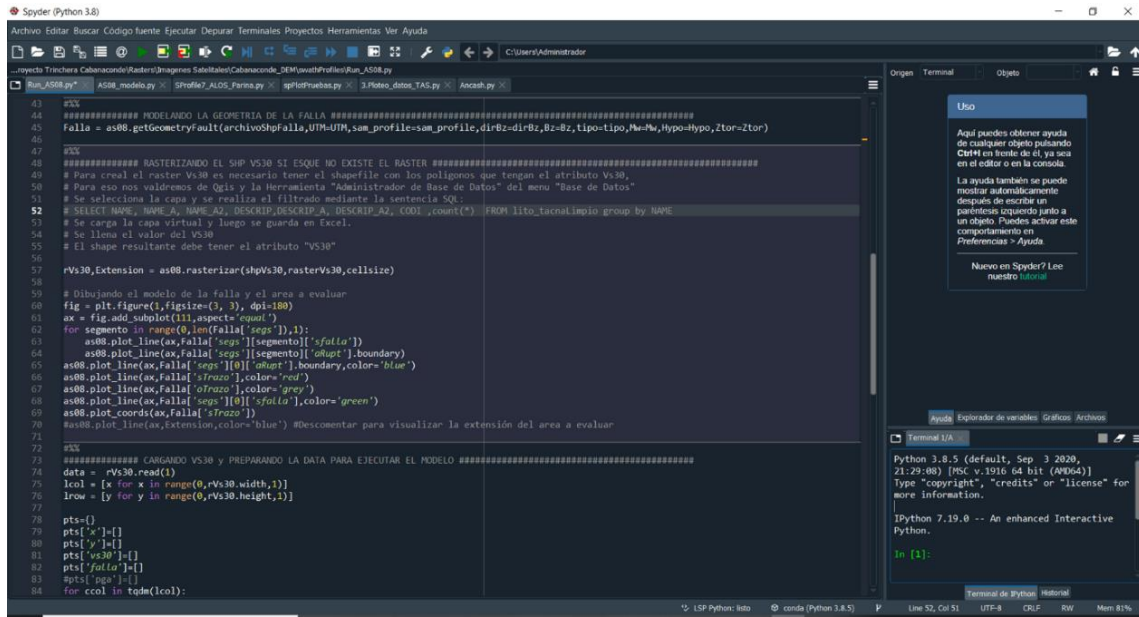 Spyder (Python 3.8)
Archivo Editar Buscar Código fuente Ejecutar Depurar Terminales Proyectos Herramientas Ver Ayuda
C:\Users\Administrador
...royecto Trinchera Cabanaconde\Rasters\Imagenes Satelitales\Cabanaconde_DEM\swathProfiles\Run_AS08.py
Run_AS08.py* AS08_modelo.py SProfile7_ALOS_Parina.py spPlotPruebas.py 3.Ploteo_datos_TAS.py Ancash.py
43 #%%
44 ############## MODELANDO LA GEOMETRIA DE LA FALLA ##############################################################
45 Falla = as08.getGeometryFault(archivoShpFalla,UTM=UTM,sam_profile=sam_profile,dirBz=dirBz,Bz=Bz,tipo=tipo,Mw=Mw,Hypo=Hypo,Ztor=Ztor)
46
47 #%%
48 ############## RASTERIZANDO EL SHP VS30 SI ESQUE NO EXISTE EL RASTER ########################################################
49 # Para creal el raster Vs30 es necesario tener el shapefile con los poligonos que tengan el atributo VS30,
50 # Para eso nos valdremos de Qgis y la Herramienta "Administrador de Base de Datos" del menu "Base de Datos"
51 # Se selecciona la capa y se realiza el filtrado mediante la sentencia SQL:
52 # SELECT NAME, NAME_A, NAME_A2, DESCRIP,DESCRIP_A, DESCRIP_A2, CODI ,count(*) FROM lito_tacnaLimpio group by NAME
53 # Se carga la capa virtual y luego se guarda en Excel.
54 # Se llena el valor del VS30
55 # El shape resultante debe tener el atributo "VS30"
56
57 rVs30,Extension = as08.rasterizar(shpVs30,rasterVs30,cellsize)
58
59 # Dibujando el modelo de la falla y el area a evaluar
60 fig = plt.figure(1,figsize=(3, 3), dpi=180)
61 ax = fig.add_subplot(111,aspect='equal')
62 for segmento in range(0,len(Falla['segs']),1):
63 as08.plot_line(ax,Falla['segs'][segmento]['sfalla'])
64 as08.plot_line(ax,Falla['segs'][segmento]['aRupt'].boundary)
65 as08.plot_line(ax,Falla['segs'][0]['aRupt'].boundary,color='blue')
66 as08.plot_line(ax,Falla['sTrazo'],color='red')
67 as08.plot_line(ax,Falla['oTrazo'],color='grey')
68 as08.plot_line(ax,Falla['segs'][0]['sfalla'],color='green')
69 as08.plot_coords(ax,Falla['sTrazo'])
70 #as08.plot_line(ax,Extension,color='blue') #Descomentar para visualizar la extensión del area a evaluar
71
72 #%%
73 ############## CARGANDO VS30 y PREPARANDO LA DATA PARA EJECUTAR EL MODELO ########################################
74 data = rVs30.read(1)
75 lcol = [x for x in range(0,rVs30.width,1)]
76 lrow = [y for y in range(0,rVs30.height,1)]
77
78 pts={}
79 pts['x']=[]
80 pts['y']=[]
81 pts['vs30']=[]
82 pts['falla']=[]
83 #pts['pga']=[]
84 for ccol in tqdm(lcol):
Origen Terminal Objeto
Uso
Aquí puedes obtener ayuda
de cualquier objeto pulsando
Ctrl+I en frente de él, ya sea
en el editor o en la consola.
La ayuda también se puede
mostrar automáticamente
después de escribir un
paréntesis izquierdo junto a
un objeto. Puedes activar este
comportamiento en
Preferencias > Ayuda.
Nuevo en Spyder? Lee
nuestro tutorial
Ayuda Explorador de variables Gráficos Archivos
Terminal 1/A
Python 3.8.5 (default, Sep 3 2020,
21:29:08) [MSC v.1916 64 bit (AMD64)]
Type "copyright", "credits" or "license" for
more information.
IPython 7.19.0 -- An enhanced Interactive
Python.
In [1]:
Terminal de IPython Historial
LSP Python: listo conda (Python 3.8.5) Line 52, Col 51 UTF-8 CRLF RW Mem 81%